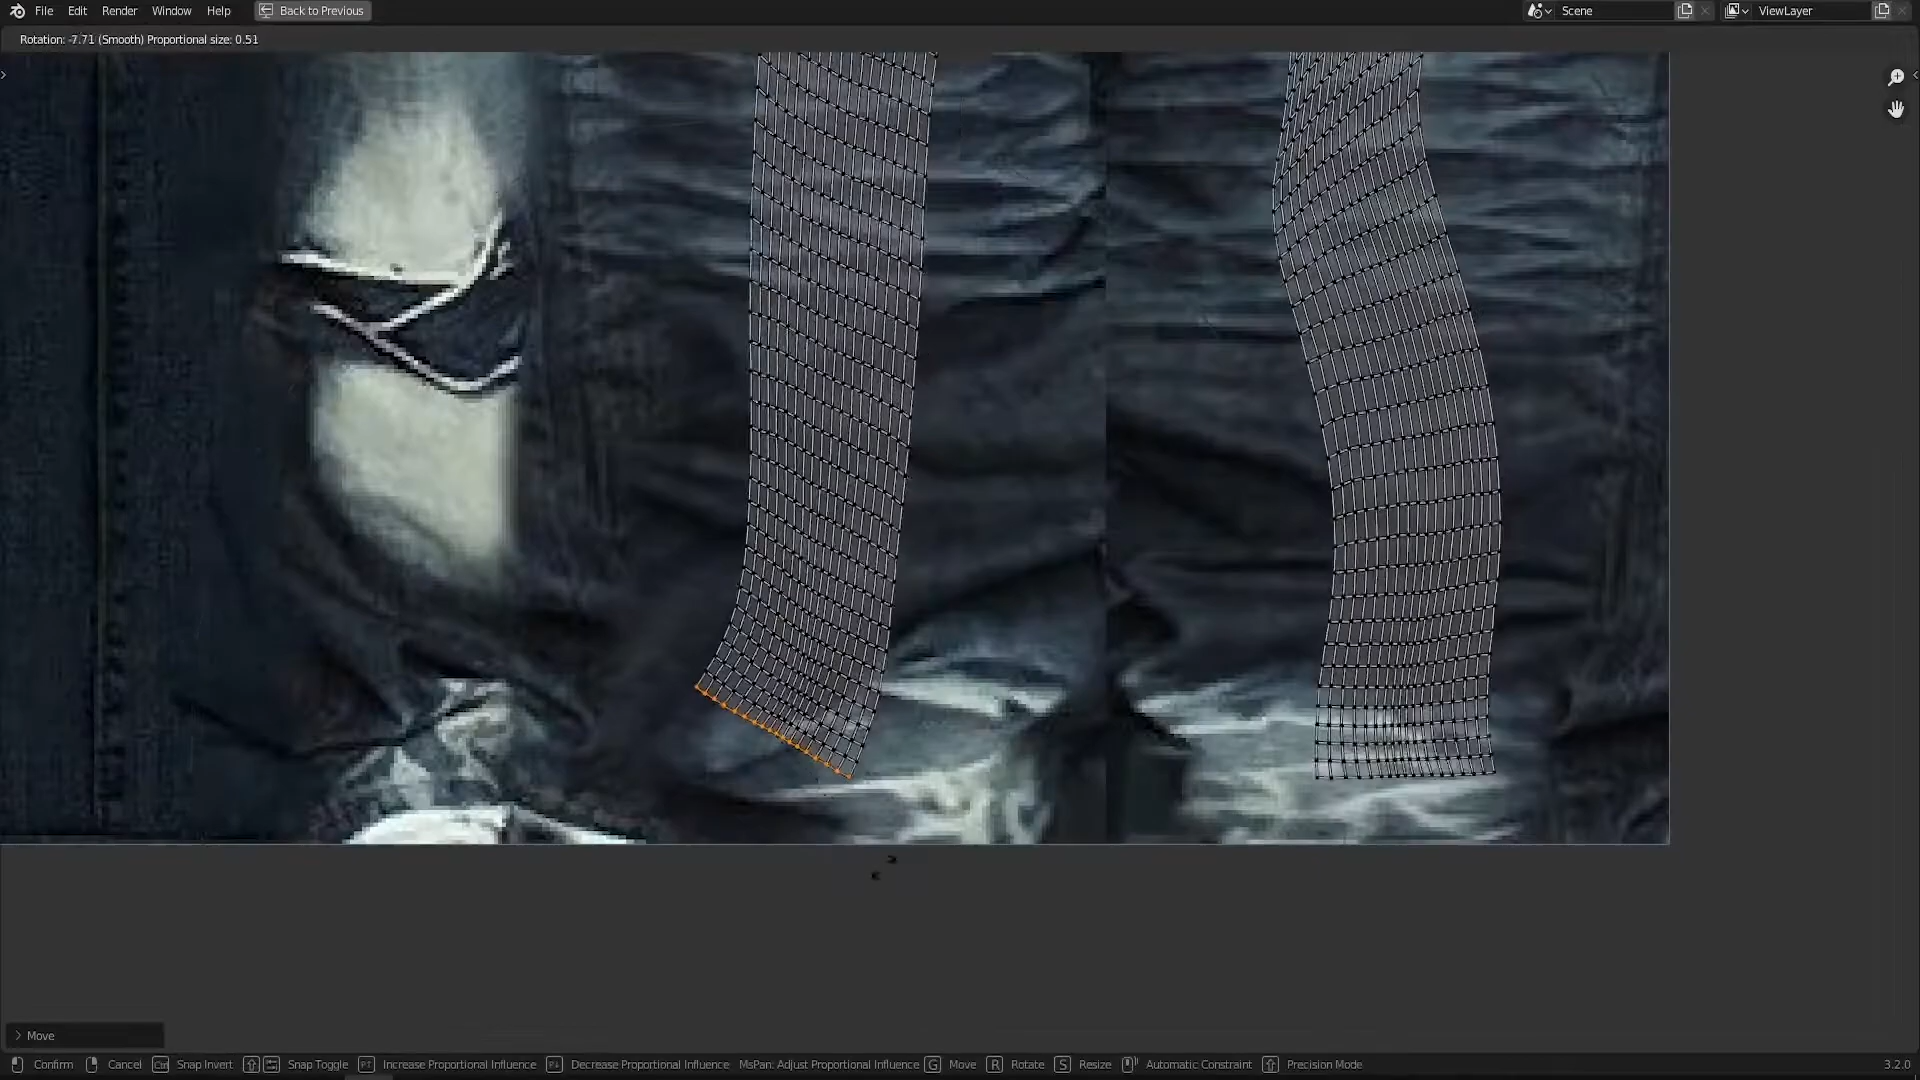 File Edit Render Window Help Back to Previous Scene ViewLayer
Rotation: -7.71 (Smooth) Proportional size: 0.51
Move
Confirm Cancel Ctrl Snap Invert Snap Toggle Increase Proportional Influence Decrease Proportional Influence MsPan: Adjust Proportional Influence G Move R Rotate S Resize Automatic Constraint Precision Mode 3.2.0